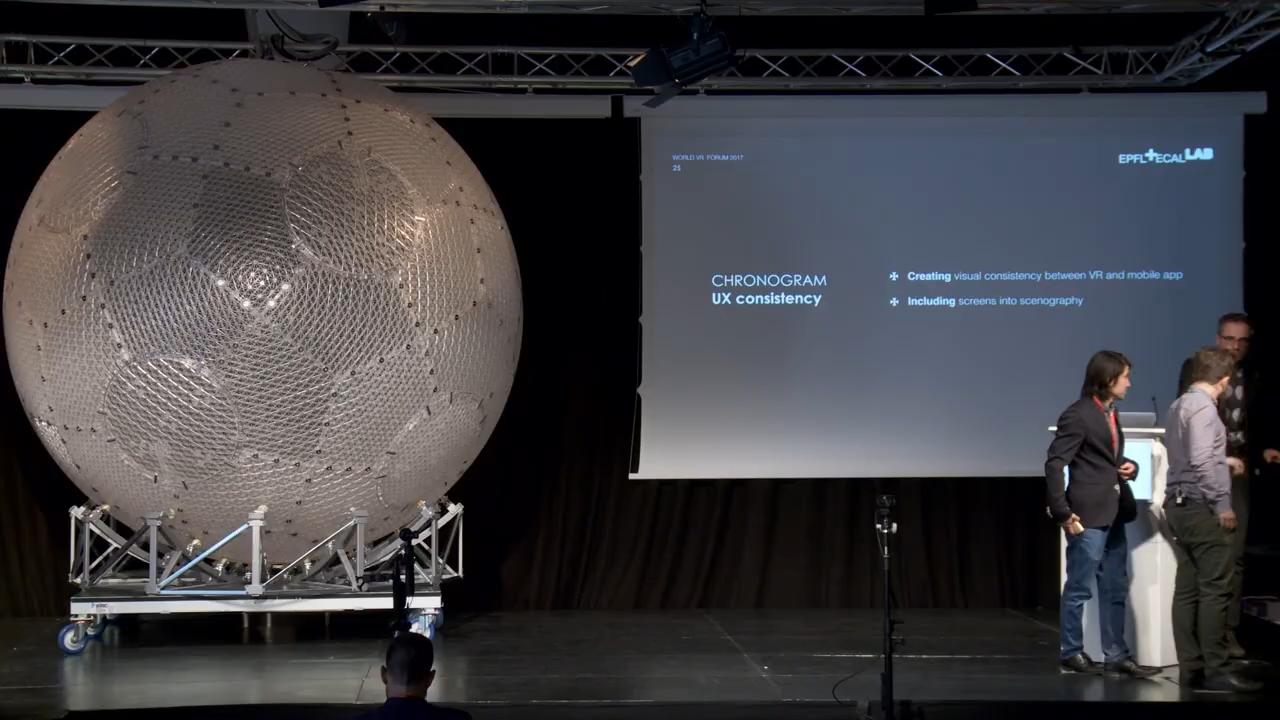 WORLD VR FORUM 2017
25
EPFL+ECAL LAB
CHRONOGRAM
UX consistency
Creating visual consistency between VR and mobile app
Including screens into scenography